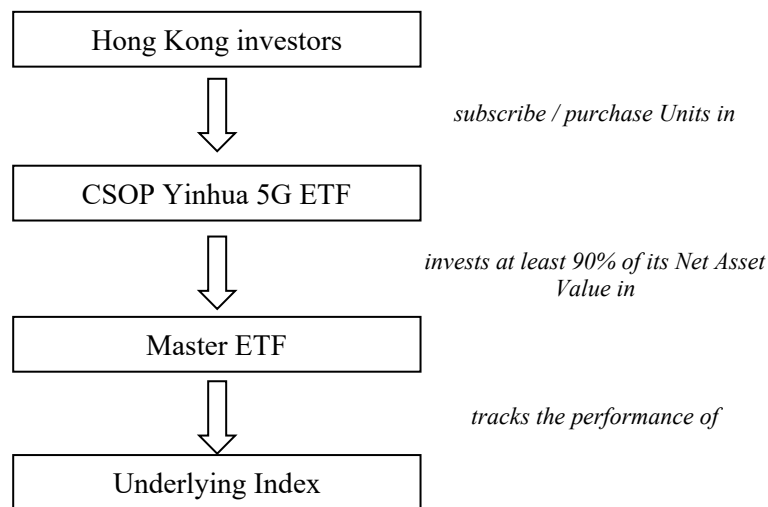 Hong Kong investors
subscribe / purchase Units in
CSOP Yinhua 5G ETF
invests at least 90% of its Net Asset
Value in
Master ETF
tracks the performance of
Underlying Index